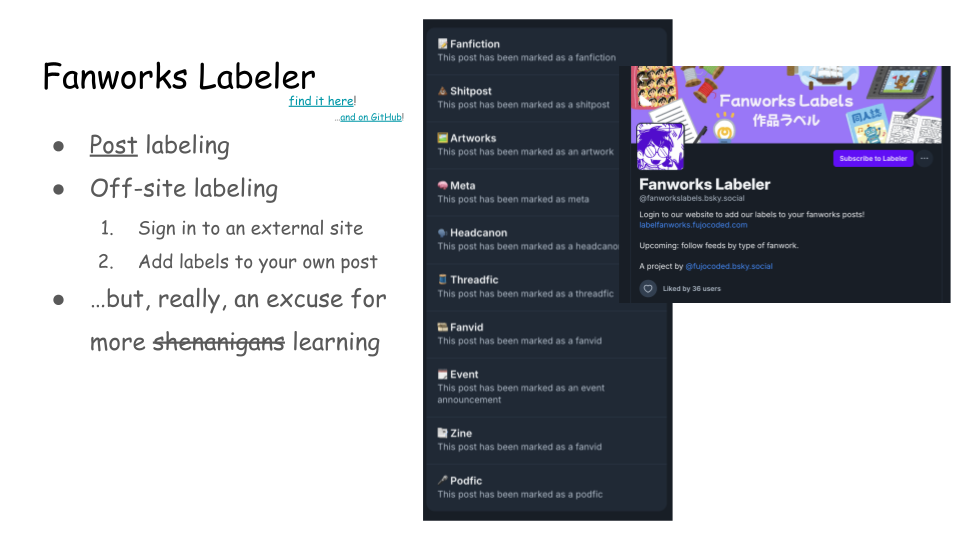 Fanworks Labeler
find it here!
...and on GitHub!
● Post labeling
● Off-site labeling
1. Sign in to an external site
2. Add labels to your own post
● ...but, really, an excuse for
more shenanigans learning
Fanfiction
This post has been marked as a fanfiction
Shitpost
This post has been marked as a shitpost
Artworks
This post has been marked as an artwork
Meta
This post has been marked as meta
Headcanon
This post has been marked as a headcanon
Threadfic
This post has been marked as a threadfic
Fanvid
This post has been marked as a fanvid
Event
This post has been marked as an event
announcement
Zine
This post has been marked as a fanvid
Podfic
This post has been marked as a podfic
Fanworks Labels
作品ラベル
同人誌
Subscribe to Labeler
Fanworks Labeler
@fanworkslabels.bsky.social
Login to our website to add our labels to your fanworks posts!
labelfanworks.fujocoded.com
Upcoming: follow feeds by type of fanwork.
A project by @fujocoded.bsky.social
Liked by 36 users